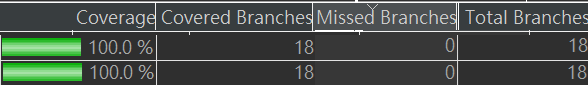 Coverage Covered Branches Missed Branches Total Branches
100.0 % 18 0 18
100.0 % 18 0 18